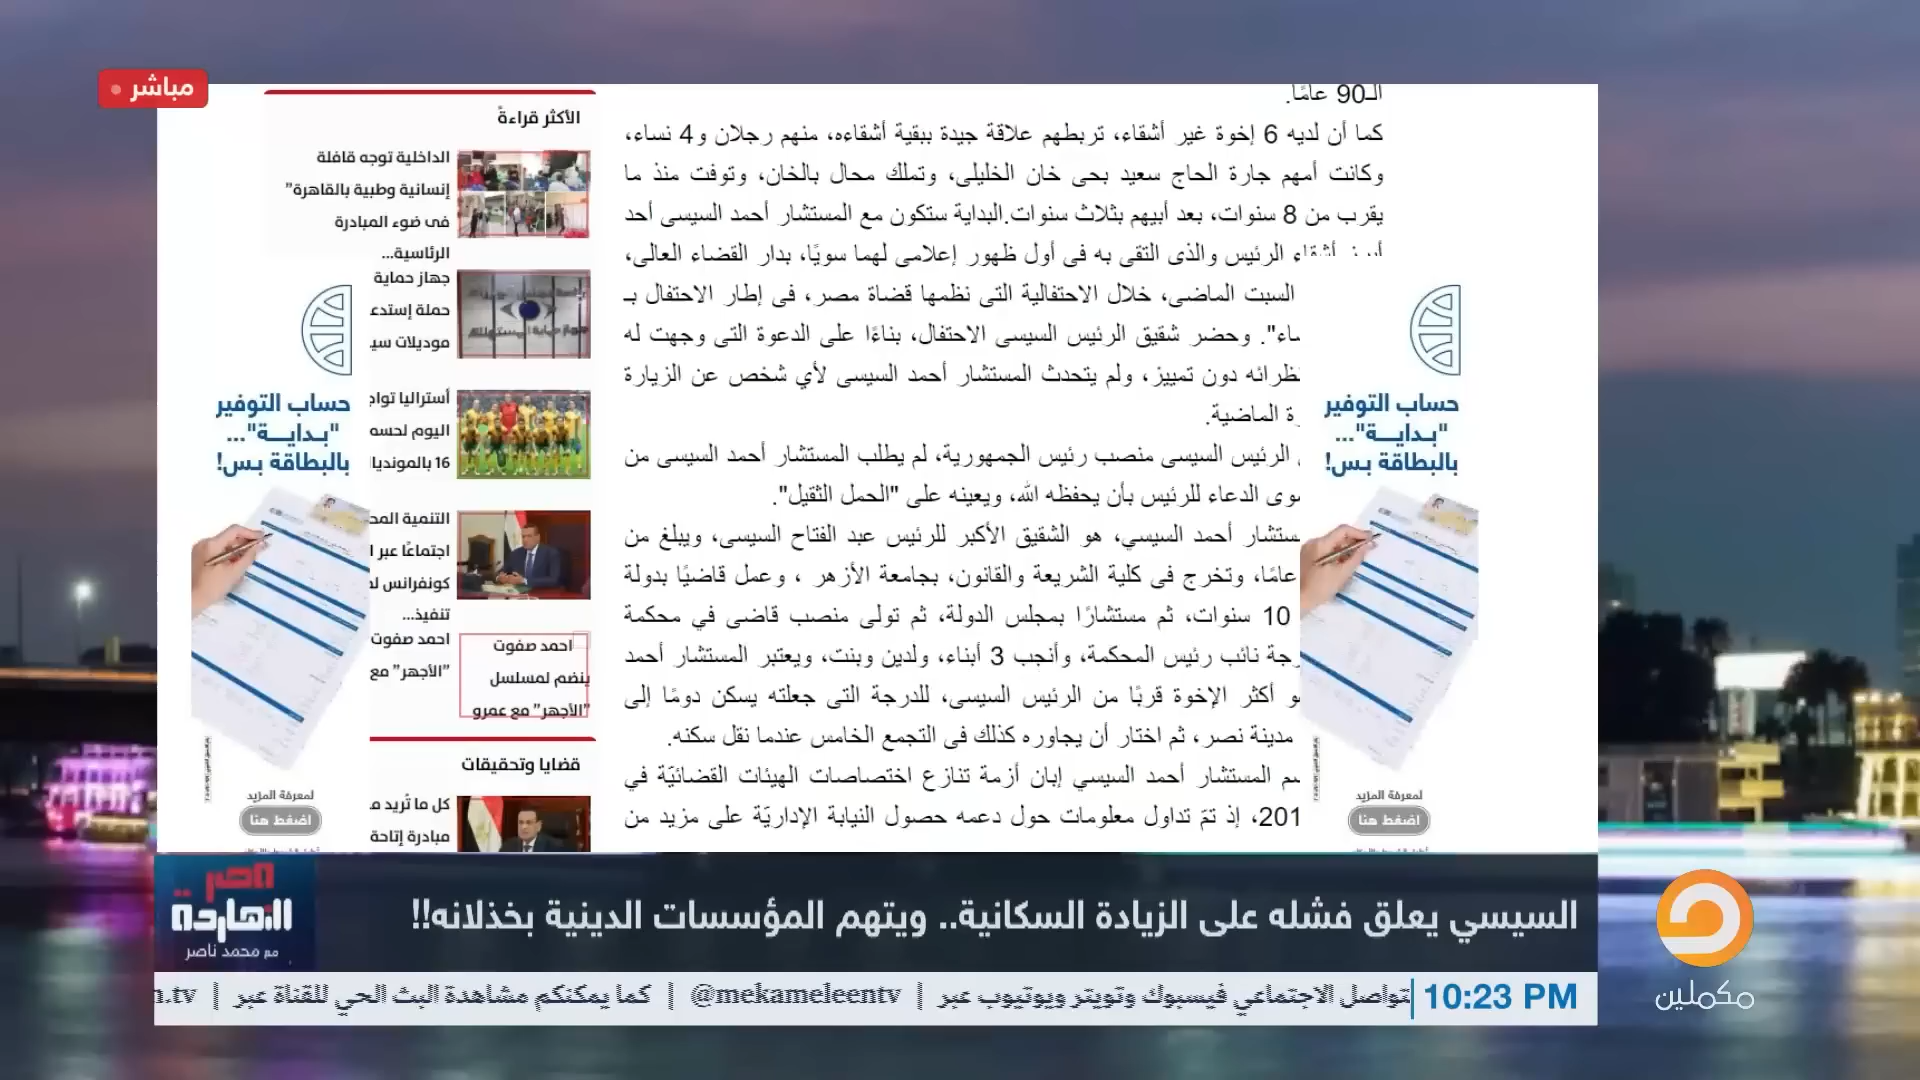 مباشر
الـ90 عامًا.
كما أن لديه 6 إخوة غير أشقاء، تربطهم علاقة جيدة ببقية أشقاءه، منهم رجلان و4 نساء،
وكانت أمهم جارة الحاج سعيد بحى خان الخليلى، وتملك محال بالخان، وتوفت منذ ما
يقرب من 8 سنوات، بعد أبيهم بثلاث سنوات.البداية ستكون مع المستشار أحمد السيسى أحد
أبرز أشقاء الرئيس والذى التقى به فى أول ظهور إعلامى لهما سويًا، بدار القضاء العالى،
السبت الماضى، خلال الاحتفالية التى نظمها قضاة مصر، فى إطار الاحتفال بـ
وحضر شقيق الرئيس السيسى الاحتفال، بناءًا على الدعوة التى وجهت له
دون تمييز، ولم يتحدث المستشار أحمد السيسى لأي شخص عن الزيارة
الماضية.
الرئيس السيسى منصب رئيس الجمهورية، لم يطلب المستشار أحمد السيسى من
الدعاء للرئيس بأن يحفظه الله، ويعينه على "الحمل الثقيل".
أحمد السيسي، هو الشقيق الأكبر للرئيس عبد الفتاح السيسى، ويبلغ من
عامًا، وتخرج فى كلية الشريعة والقانون، بجامعة الأزهر ، وعمل قاضيًا بدولة
10 سنوات، ثم مستشارًا بمجلس الدولة، ثم تولى منصب قاضى في محكمة
نائب رئيس المحكمة، وأنجب 3 أبناء، ولدين وبنت، ويعتبر المستشار أحمد
أكثر الإخوة قربًا من الرئيس السيسى، للدرجة التى جعلته يسكن دومًا إلى
مدينة نصر، ثم اختار أن يجاوره كذلك فى التجمع الخامس عندما نقل سكنه.
المستشار أحمد السيسي إبان أزمة تنازع اختصاصات الهيئات القضائيّة في
201، إذ تمّ تداول معلومات حول دعمه حصول النيابة الإداريّة على مزيد من
الأكثر قراءةً
الداخلية توجه قافلة
إنسانية وطبية بالقاهرة"
فى ضوء المبادرة
الرئاسية...
جهاز حماية
حملة إستدع
موديلات سي
أستراليا تواج
اليوم لحسم
16 بالمونديا
التنمية المح
اجتماعًا عبر ا
كونفرانس لم
تنفيذ...
احمد صفوت
"الأجهر" مع
احمد صفوت
ينضم لمسلسل
"الأجهر" مع عمرو
قضايا وتحقيقات
كل ما تُريد مـ
مبادرة إتاحة
حساب التوفير
"بـدايـــة"...
بالبطاقة بـس!
لمعرفة المزيد
اضغط هنا
حساب التوفير
"بـدايـــة"...
بالبطاقة بـس!
لمعرفة المزيد
اضغط هنا
مصر
النهاردة
مع محمد ناصر
السيسي يعلق فشله على الزيادة السكانية.. ويتهم المؤسسات الدينية بخذلانه!!
10:23 PM
تواصل الاجتماعي فيسبوك وتويتر ويوتيوب عبر | @mekameleentv | كما يمكنكم مشاهدة البث الحي للقناة عبر | n.tv
مكملين